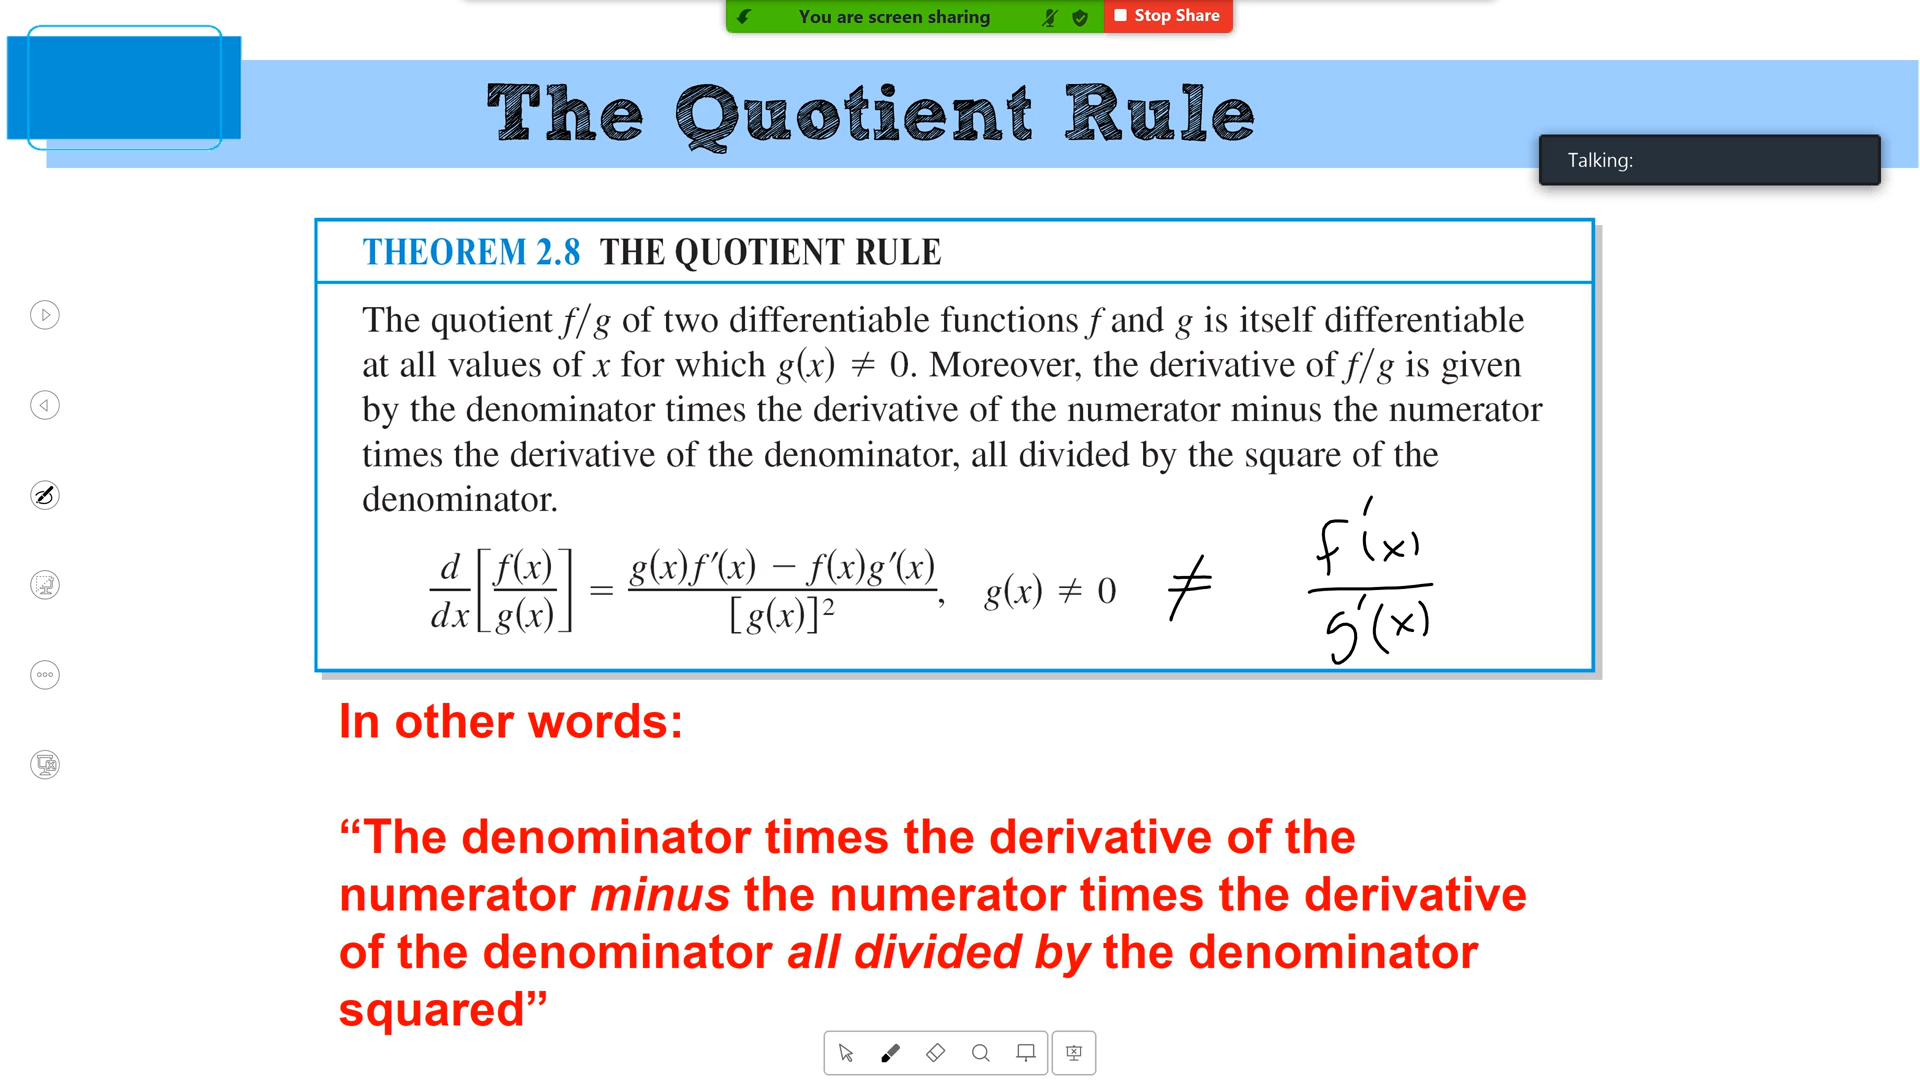 You are screen sharing
Stop Share
The Quotient Rule
Talking:
THEOREM 2.8 THE QUOTIENT RULE
The quotient f/g of two differentiable functions f and g is itself differentiable
at all values of x for which g(x) ≠ 0. Moreover, the derivative of f/g is given
by the denominator times the derivative of the numerator minus the numerator
times the derivative of the denominator, all divided by the square of the
denominator.
d/dx [f(x)/g(x)] = (g(x)f′(x) − f(x)g′(x))/[g(x)]², g(x) ≠ 0 ≠ f'(x)/g'(x)
In other words:
“The denominator times the derivative of the
numerator minus the numerator times the derivative
of the denominator all divided by the denominator
squared”